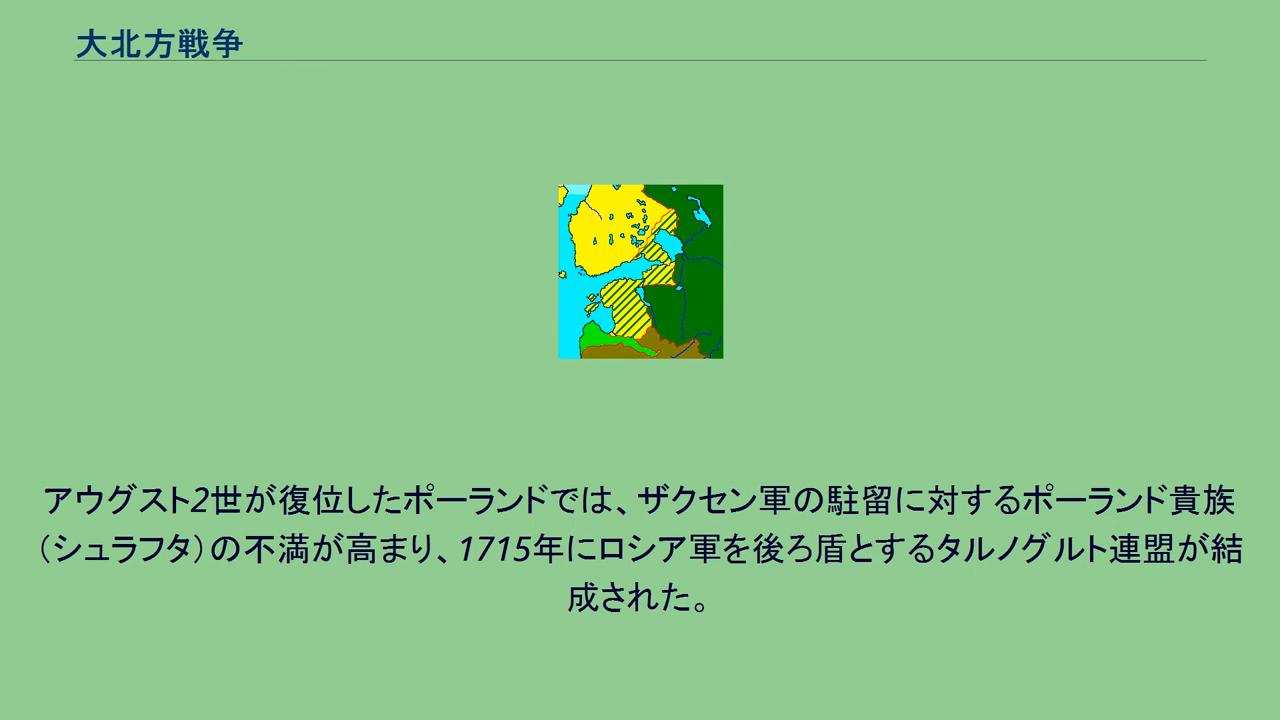 大北方戦争
アウグスト2世が復位したポーランドでは、ザクセン軍の駐留に対するポーランド貴族
（シュラフタ）の不満が高まり、1715年にロシア軍を後ろ盾とするタルノグルト連盟が結
成された。